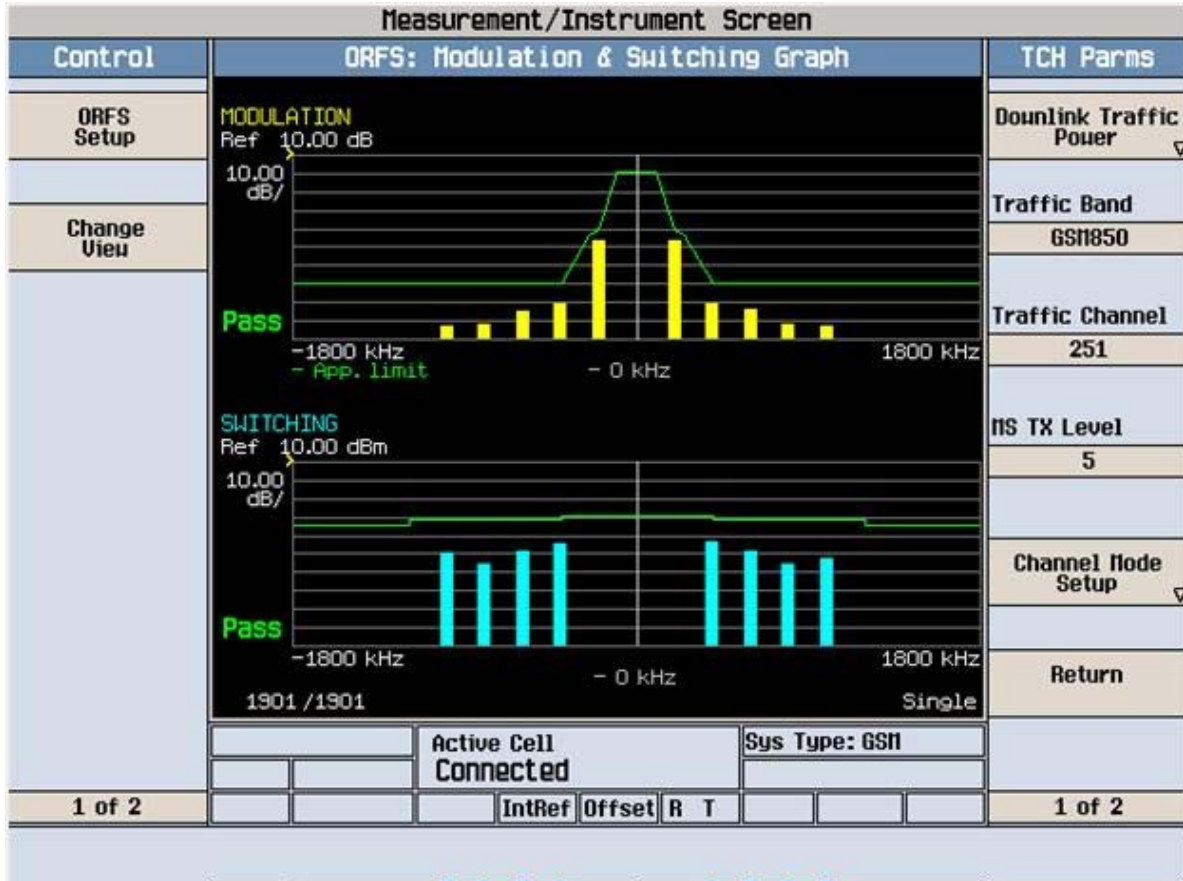 Measurement/Instrument Screen
Control
ORFS: Modulation & Switching Graph
TCH Parms
ORFS
Setup
Change
View
1 of 2
MODULATION
Ref 10.00 dB
10.00
dB/
Pass
-1800 kHz
1800 kHz
- App. limit
- 0 kHz
SWITCHING
Ref 10.00 dBm
10.00
dB/
Pass
-1800 kHz
1800 kHz
- 0 kHz
1901/1901
Single
Active Cell
Connected
Sys Type: GSM
IntRef
Offset
R T
Downlink Traffic
Power
Traffic Band
GSM850
Traffic Channel
251
MS TX Level
5
Channel Mode
Setup
Return
1 of 2